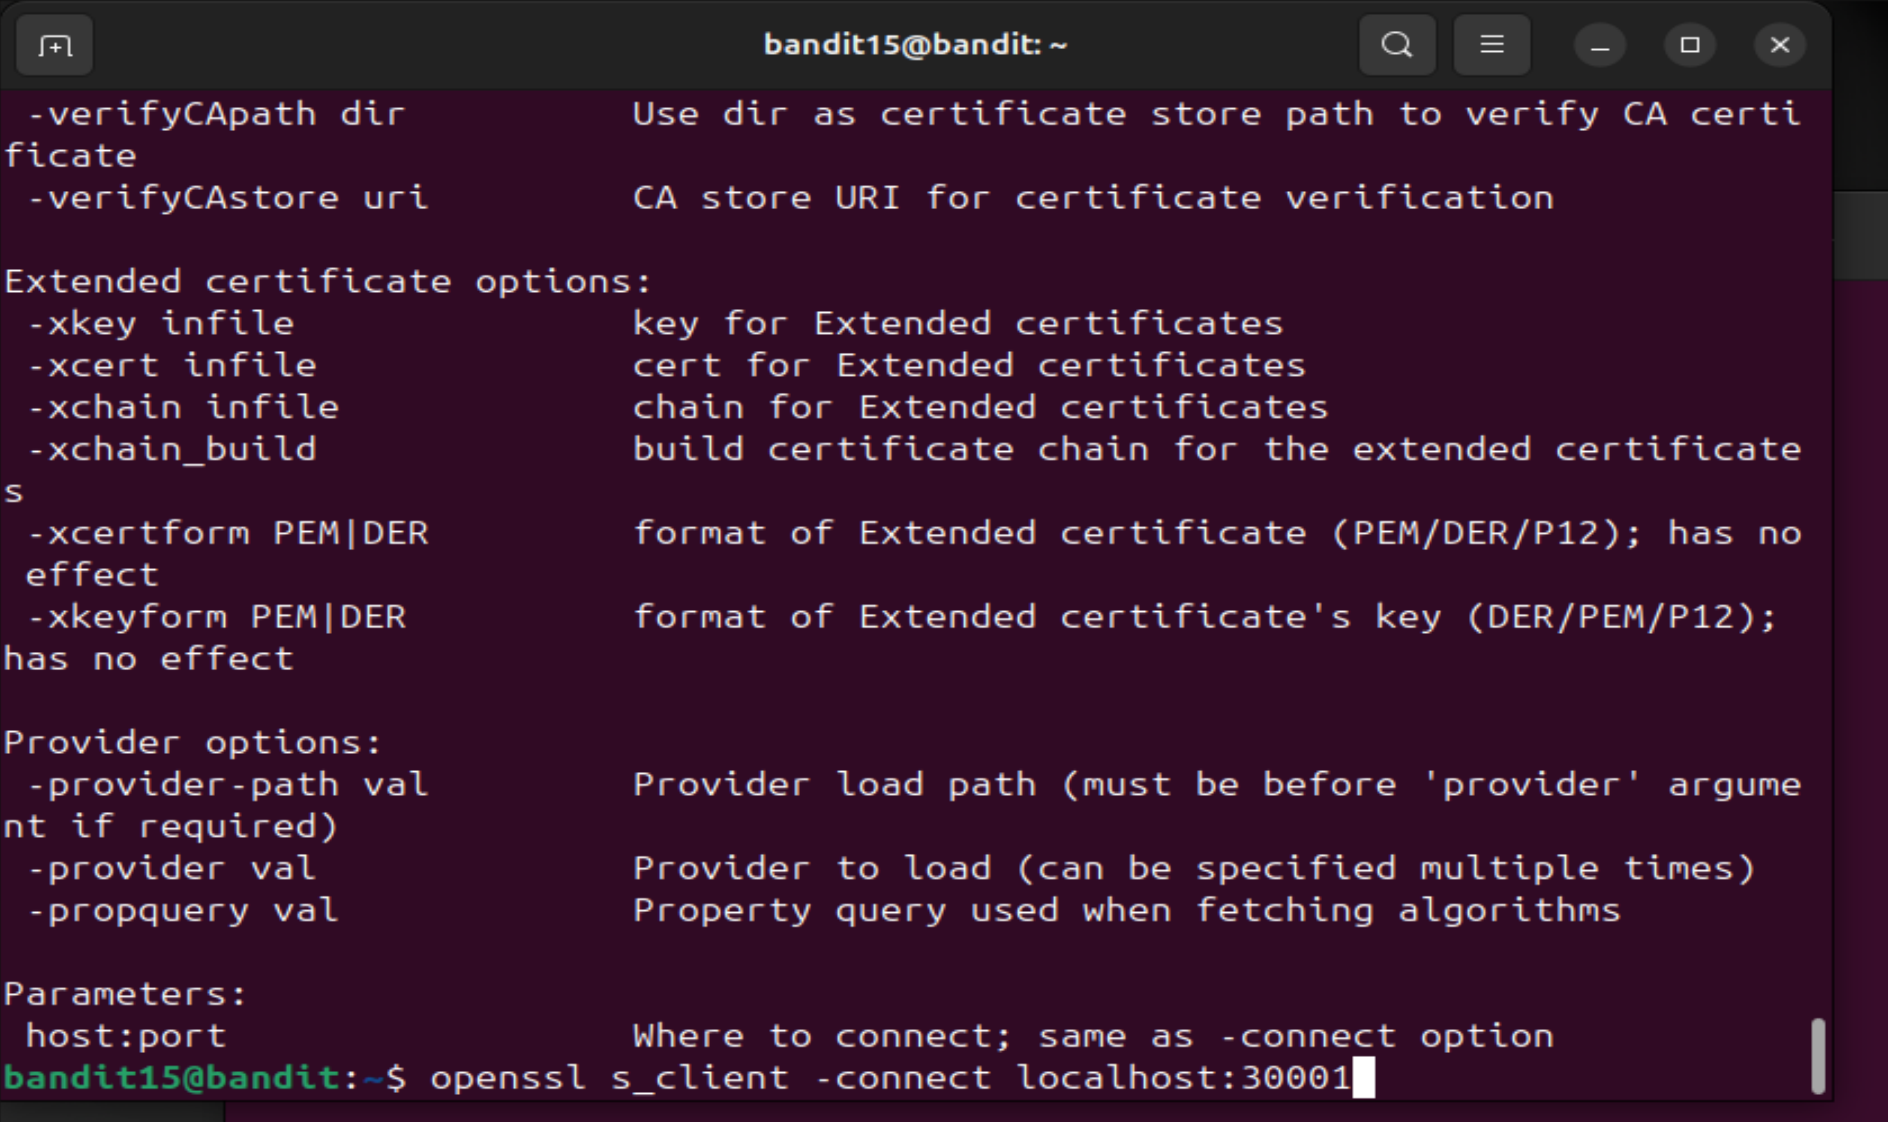 bandit15@bandit: ~
-verifyCApath dir Use dir as certificate store path to verify CA certi
ficate
-verifyCAstore uri CA store URI for certificate verification
Extended certificate options:
-xkey infile key for Extended certificates
-xcert infile cert for Extended certificates
-xchain infile chain for Extended certificates
-xchain_build build certificate chain for the extended certificate
s
-xcertform PEM|DER format of Extended certificate (PEM/DER/P12); has no
effect
-xkeyform PEM|DER format of Extended certificate's key (DER/PEM/P12);
has no effect
Provider options:
-provider-path val Provider load path (must be before 'provider' argume
nt if required)
-provider val Provider to load (can be specified multiple times)
-propquery val Property query used when fetching algorithms
Parameters:
host:port Where to connect; same as -connect option
bandit15@bandit:~$ openssl s_client -connect localhost:30001